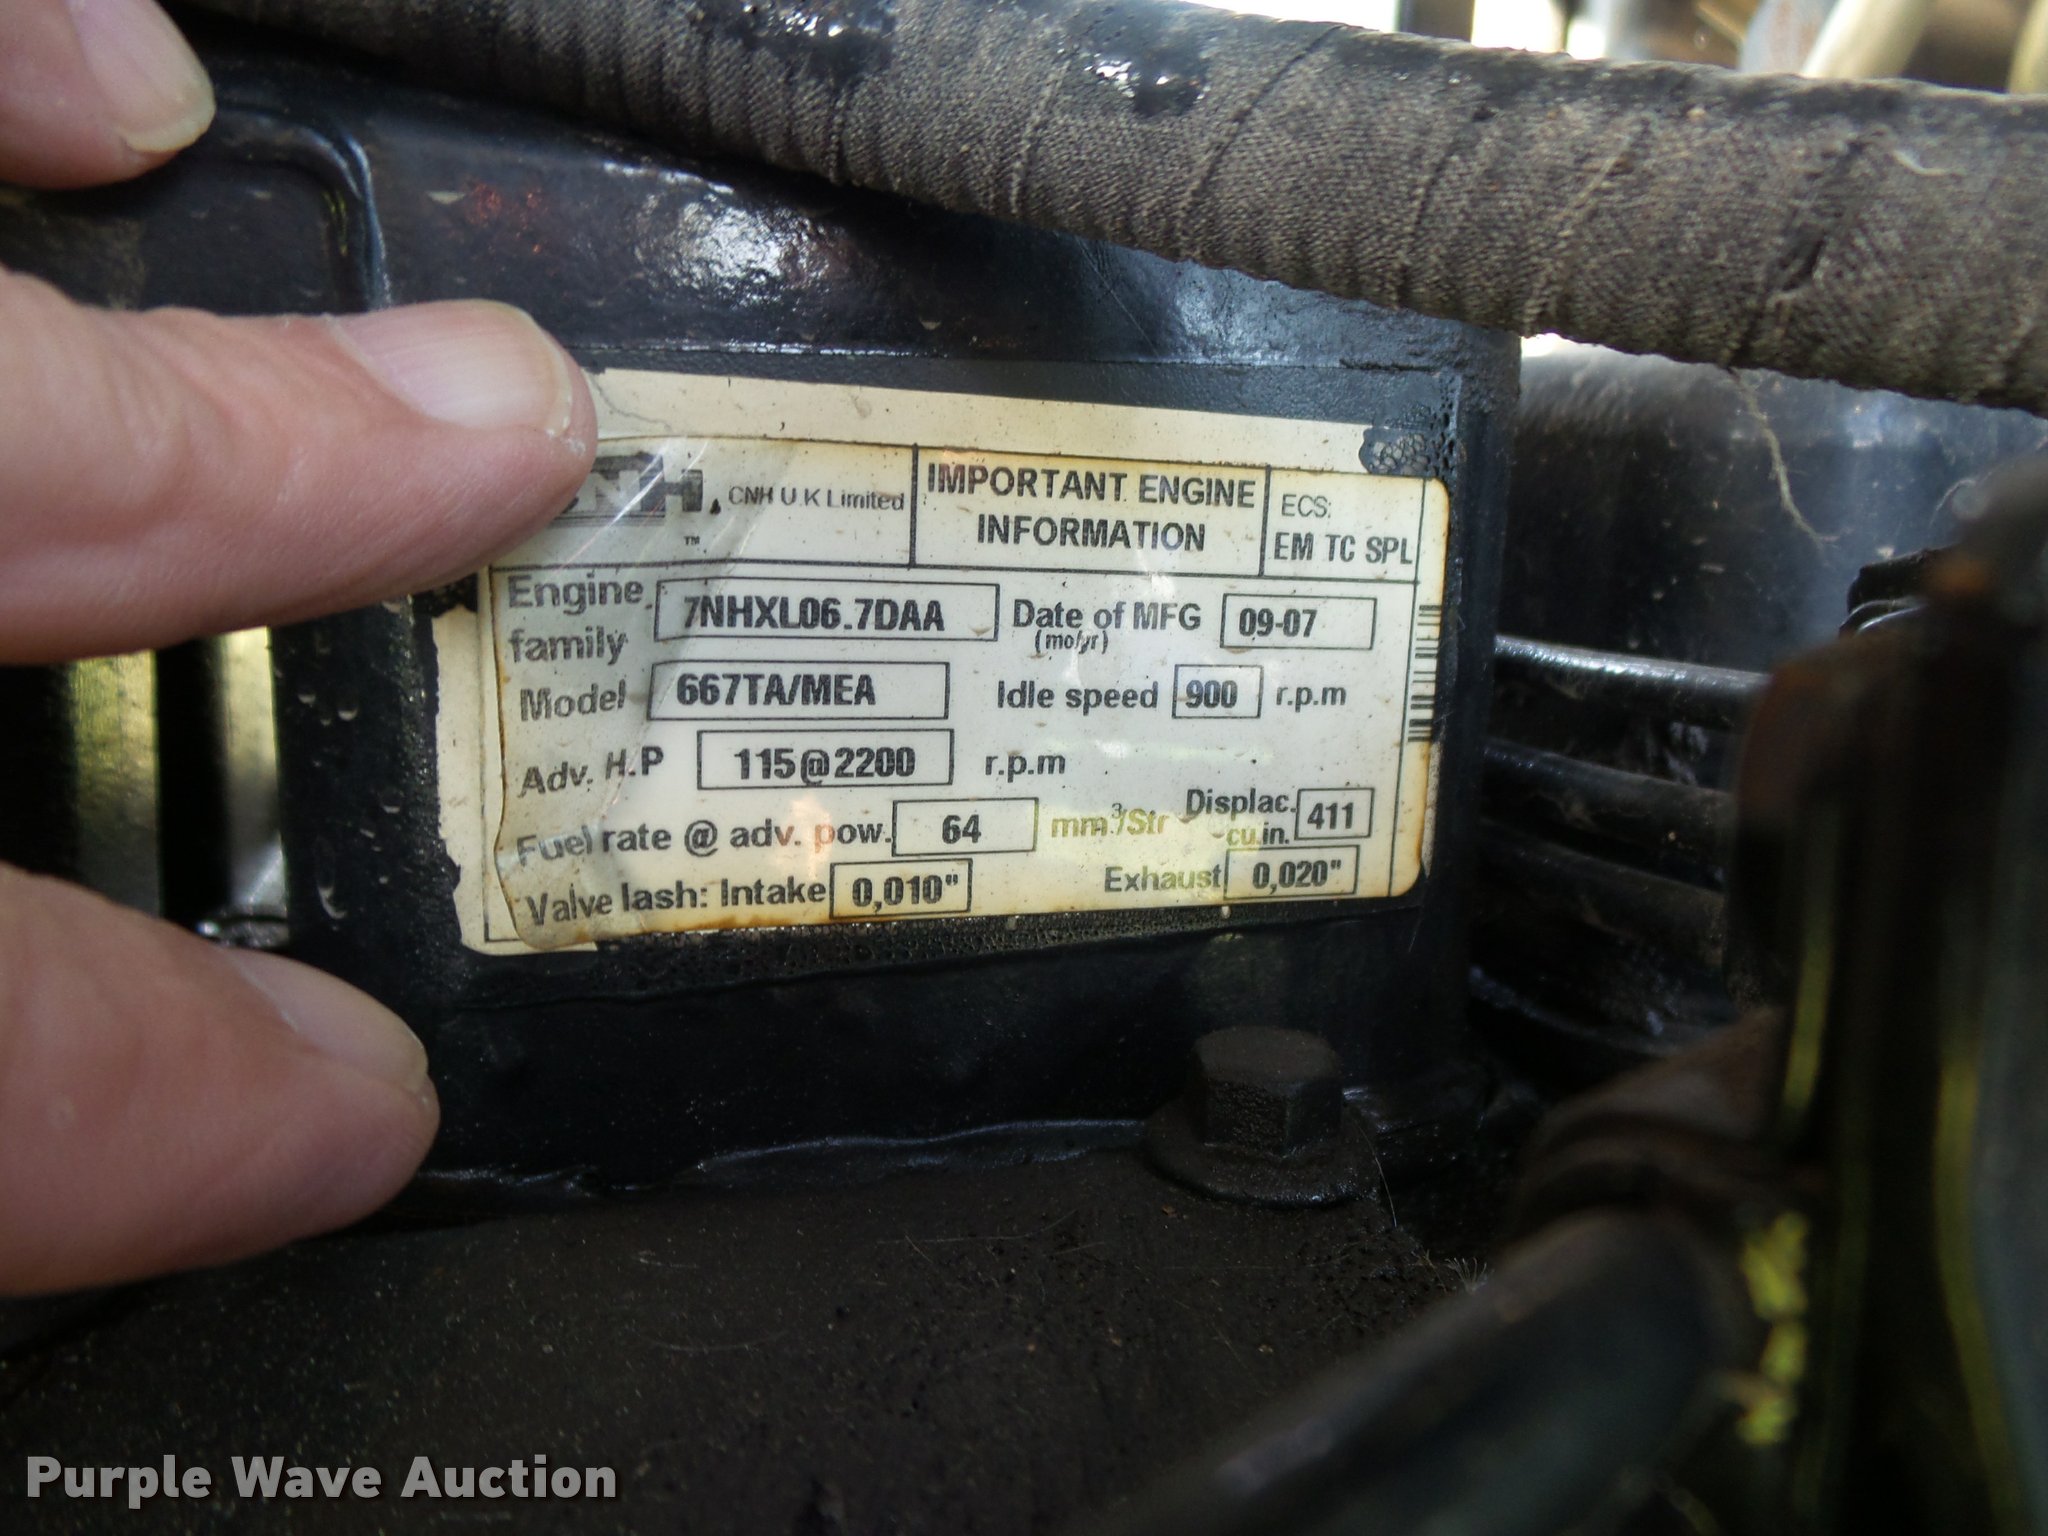 CNH
™
CNH U.K Limited
IMPORTANT ENGINE
INFORMATION
ECS:
EM TC SPL
Engine family 7NHXL06.7DAA
Date of MFG (mo/yr) 09-07
Model 667TA/MEA
Idle speed 900 r.p.m
Adv. H.P 115@2200 r.p.m
Fuel rate @ adv. pow. 64 mm³/Str
Displac. cu.in. 411
Valve lash: Intake 0,010"
Exhaust 0,020"
Purple Wave Auction